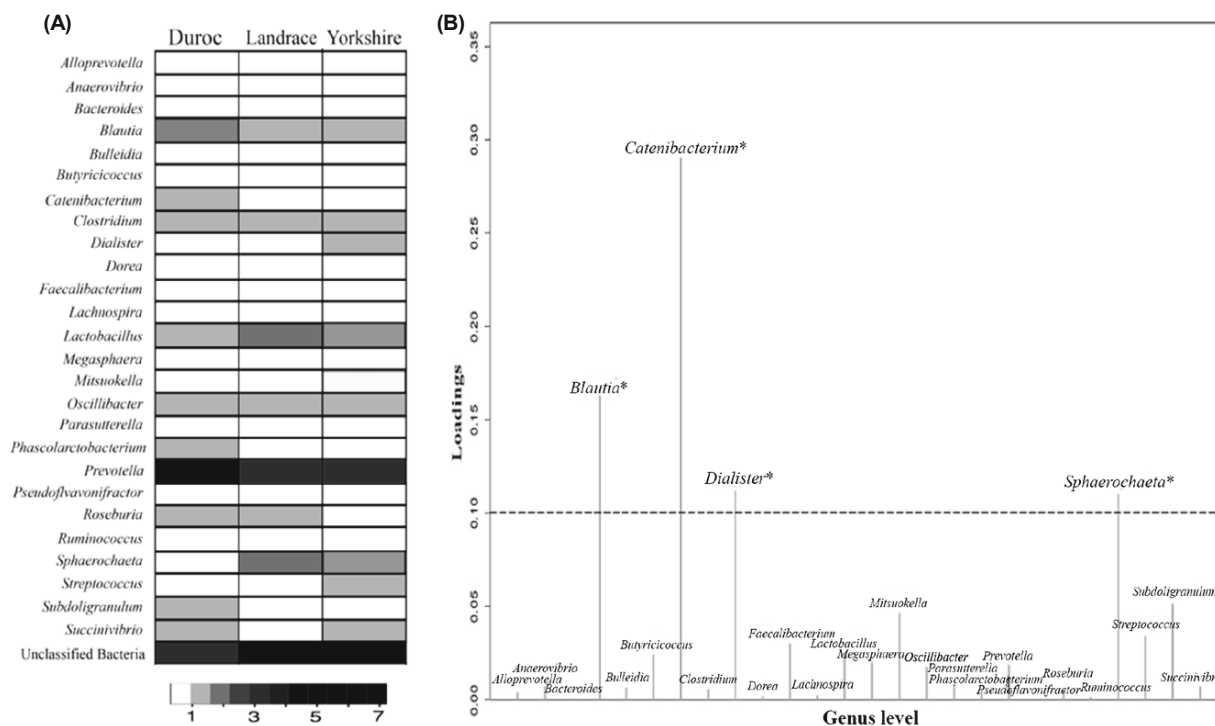 (A)
Duroc Landrace Yorkshire
Alloprevotella
Anaerovibrio
Bacteroides
Blautia
Bulleidia
Butyricicoccus
Catenibacterium
Clostridium
Dialister
Dorea
Faecalibacterium
Lachnospira
Lactobacillus
Megasphaera
Mitsuokella
Oscillibacter
Parasutterella
Phascolarctobacterium
Prevotella
Pseudoflvavonifractor
Roseburia
Ruminococcus
Sphaerochaeta
Streptococcus
Subdoligranulum
Succinivibrio
Unclassified Bacteria
1 3 5 7
(B)
Loadings
0.35
0.30
0.25
0.20
0.15
0.10
0.05
0.00
Catenibacterium*
Blautia*
Dialister*
Sphaerochaeta*
Subdoligranulum
Mitsuokella
Streptococcus
Faecalibacterium
Butyricicoccus
Lactobacillus
Megasphaera
Oscillibacter
Prevotella
Anaerovibrio
Parasutterella
Roseburia
Alloprevotella
Clostridium
Phascolarctobacterium
Succinivibr
Bulleidia
Bacteroides
Dorea
Lacinospira
Pseudoflavonifractor
Ruminococcus
Genus level